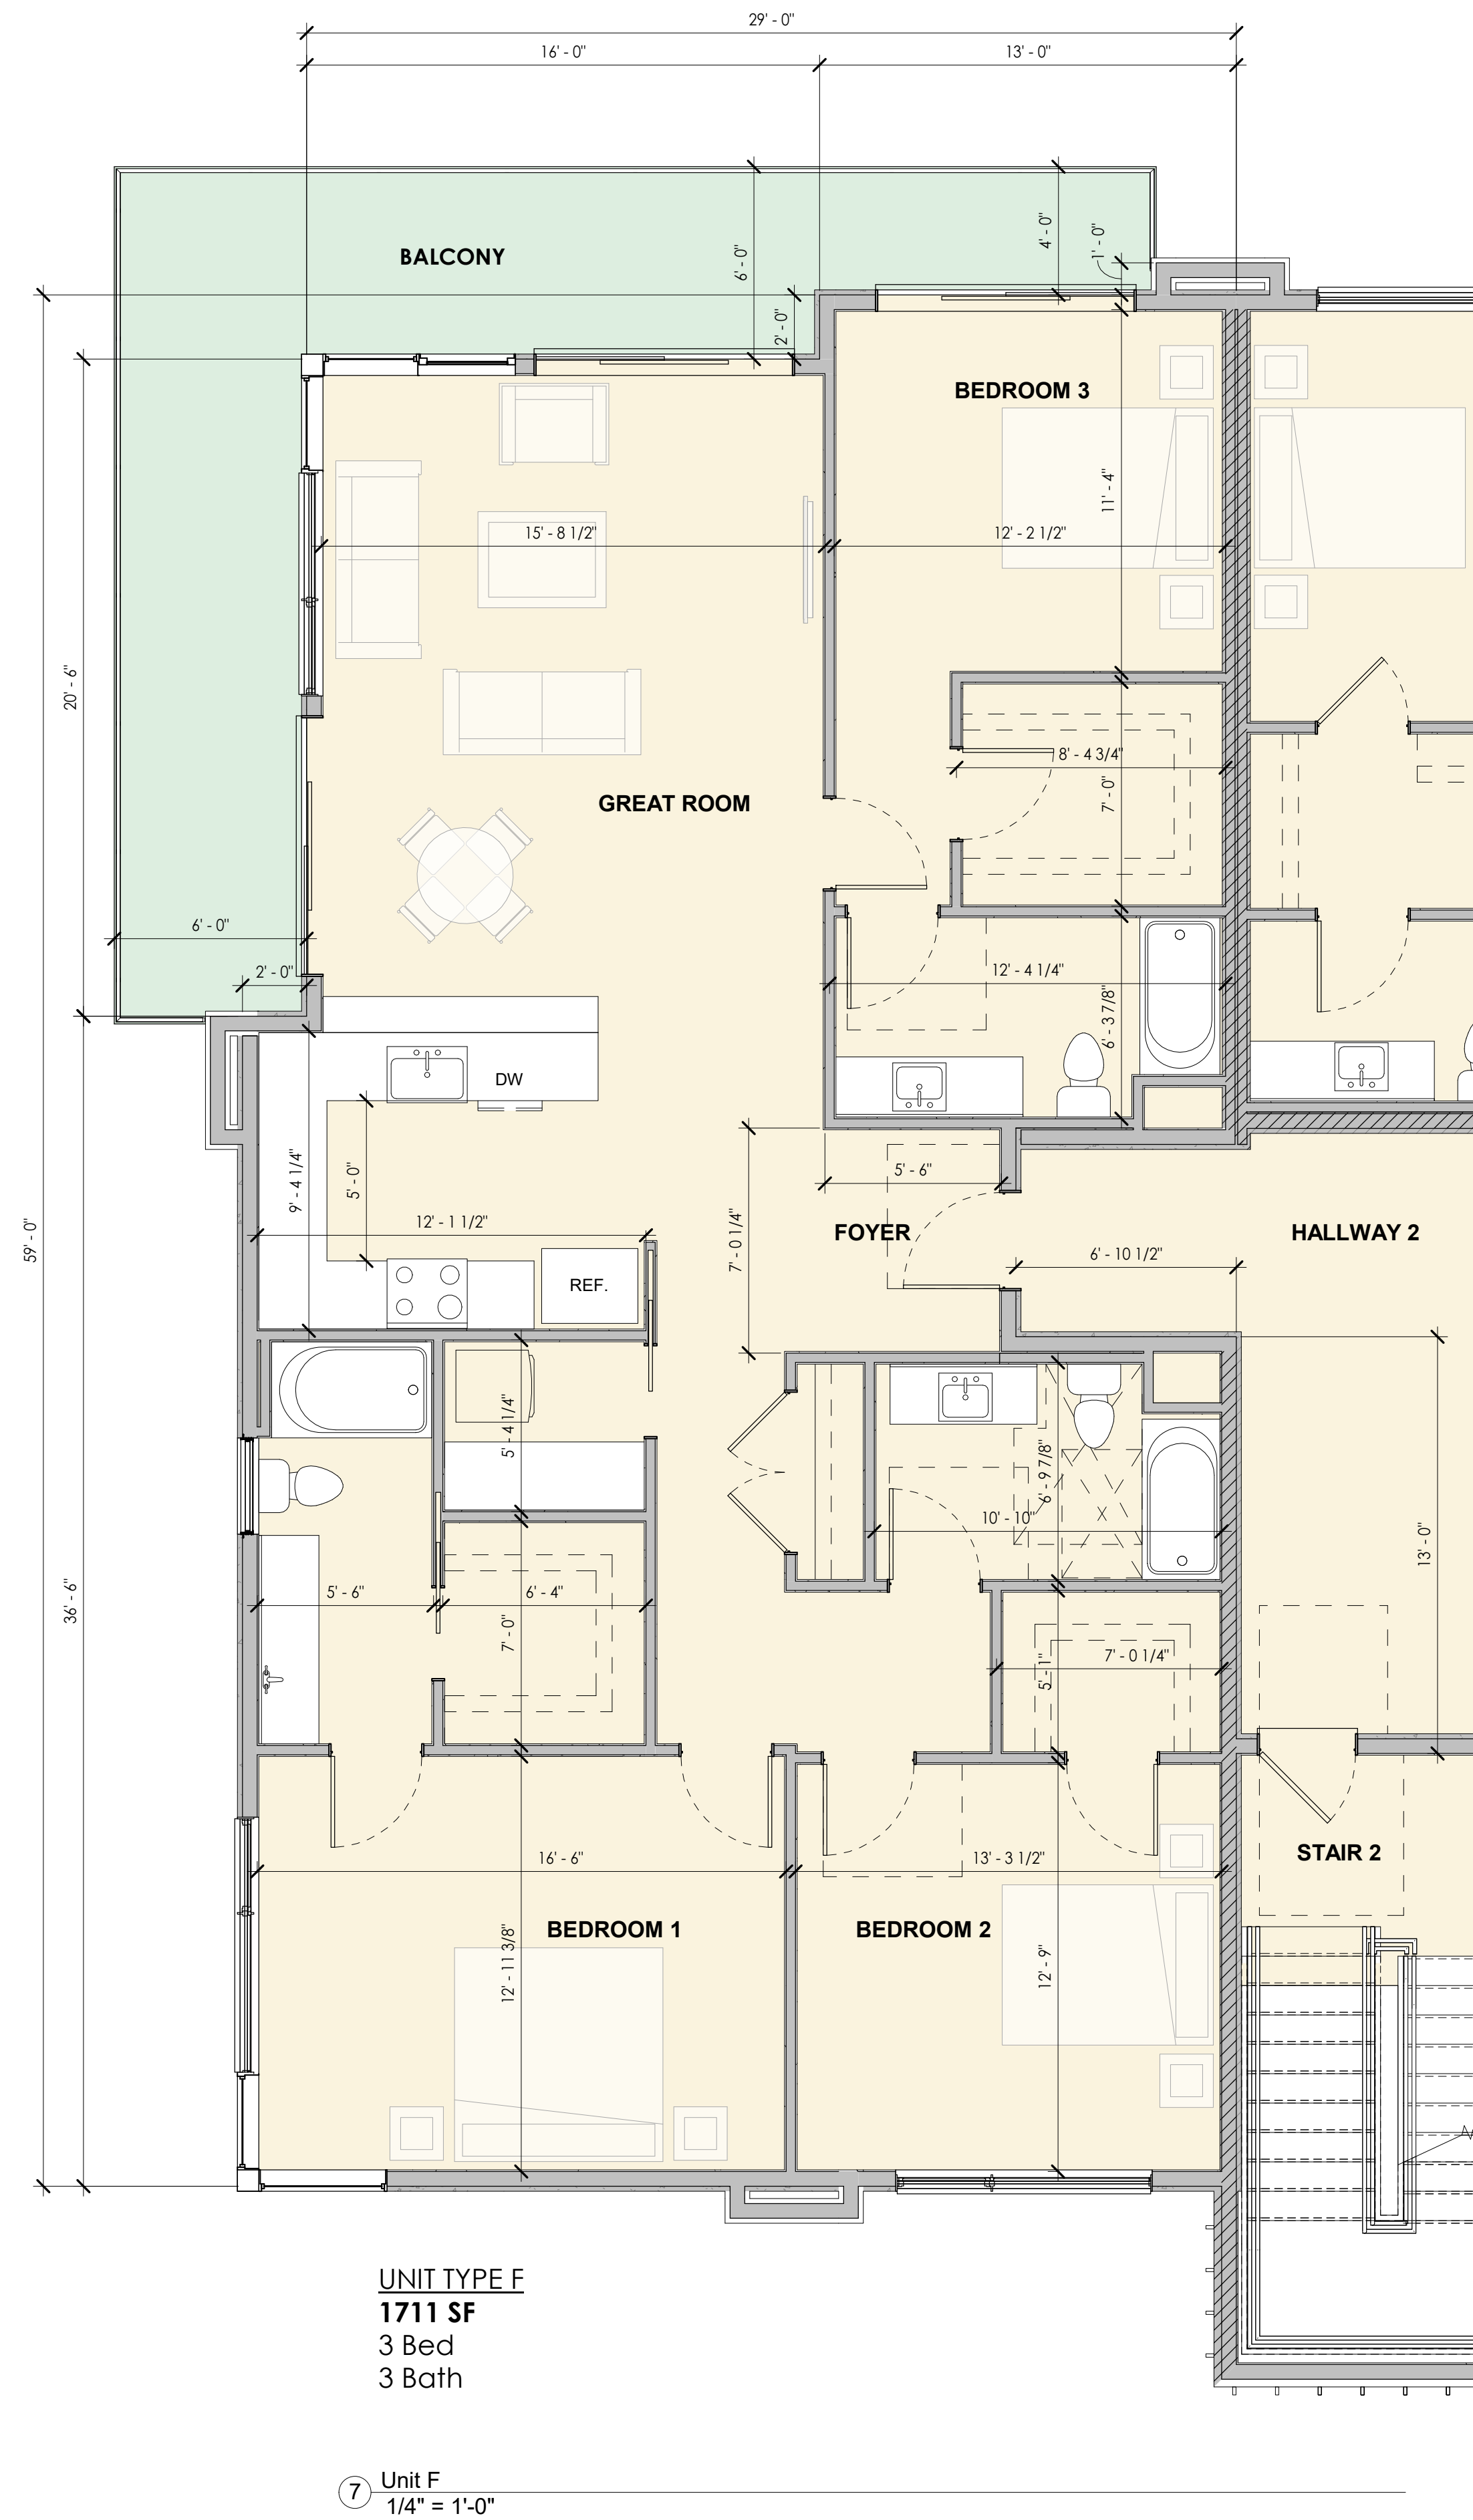 29' - 0"
16' - 0"
13' - 0"
BALCONY
6' - 0"
4' - 0"
1' - 0"
2' - 0"
BEDROOM 3
11' - 4"
15' - 8 1/2"
12' - 2 1/2"
20' - 6"
8' - 4 3/4"
7' - 0"
GREAT ROOM
6' - 0"
2' - 0"
12' - 4 1/4"
6' - 3 7/8"
DW
9' - 4 1/4"
5' - 0"
5' - 6"
12' - 1 1/2"
7' - 0 1/4"
FOYER
HALLWAY 2
59' - 0"
6' - 10 1/2"
REF.
5' - 4 1/4"
6' - 9 7/8"
10' - 10"
13' - 0"
36' - 6"
5' - 6"
6' - 4"
7' - 0"
5' - 1"
7' - 0 1/4"
16' - 6"
13' - 3 1/2"
STAIR 2
BEDROOM 1
BEDROOM 2
12' - 11 3/8"
12' - 9"
UNIT TYPE F
1711 SF
3 Bed
3 Bath
7
Unit F
1/4" = 1'-0"